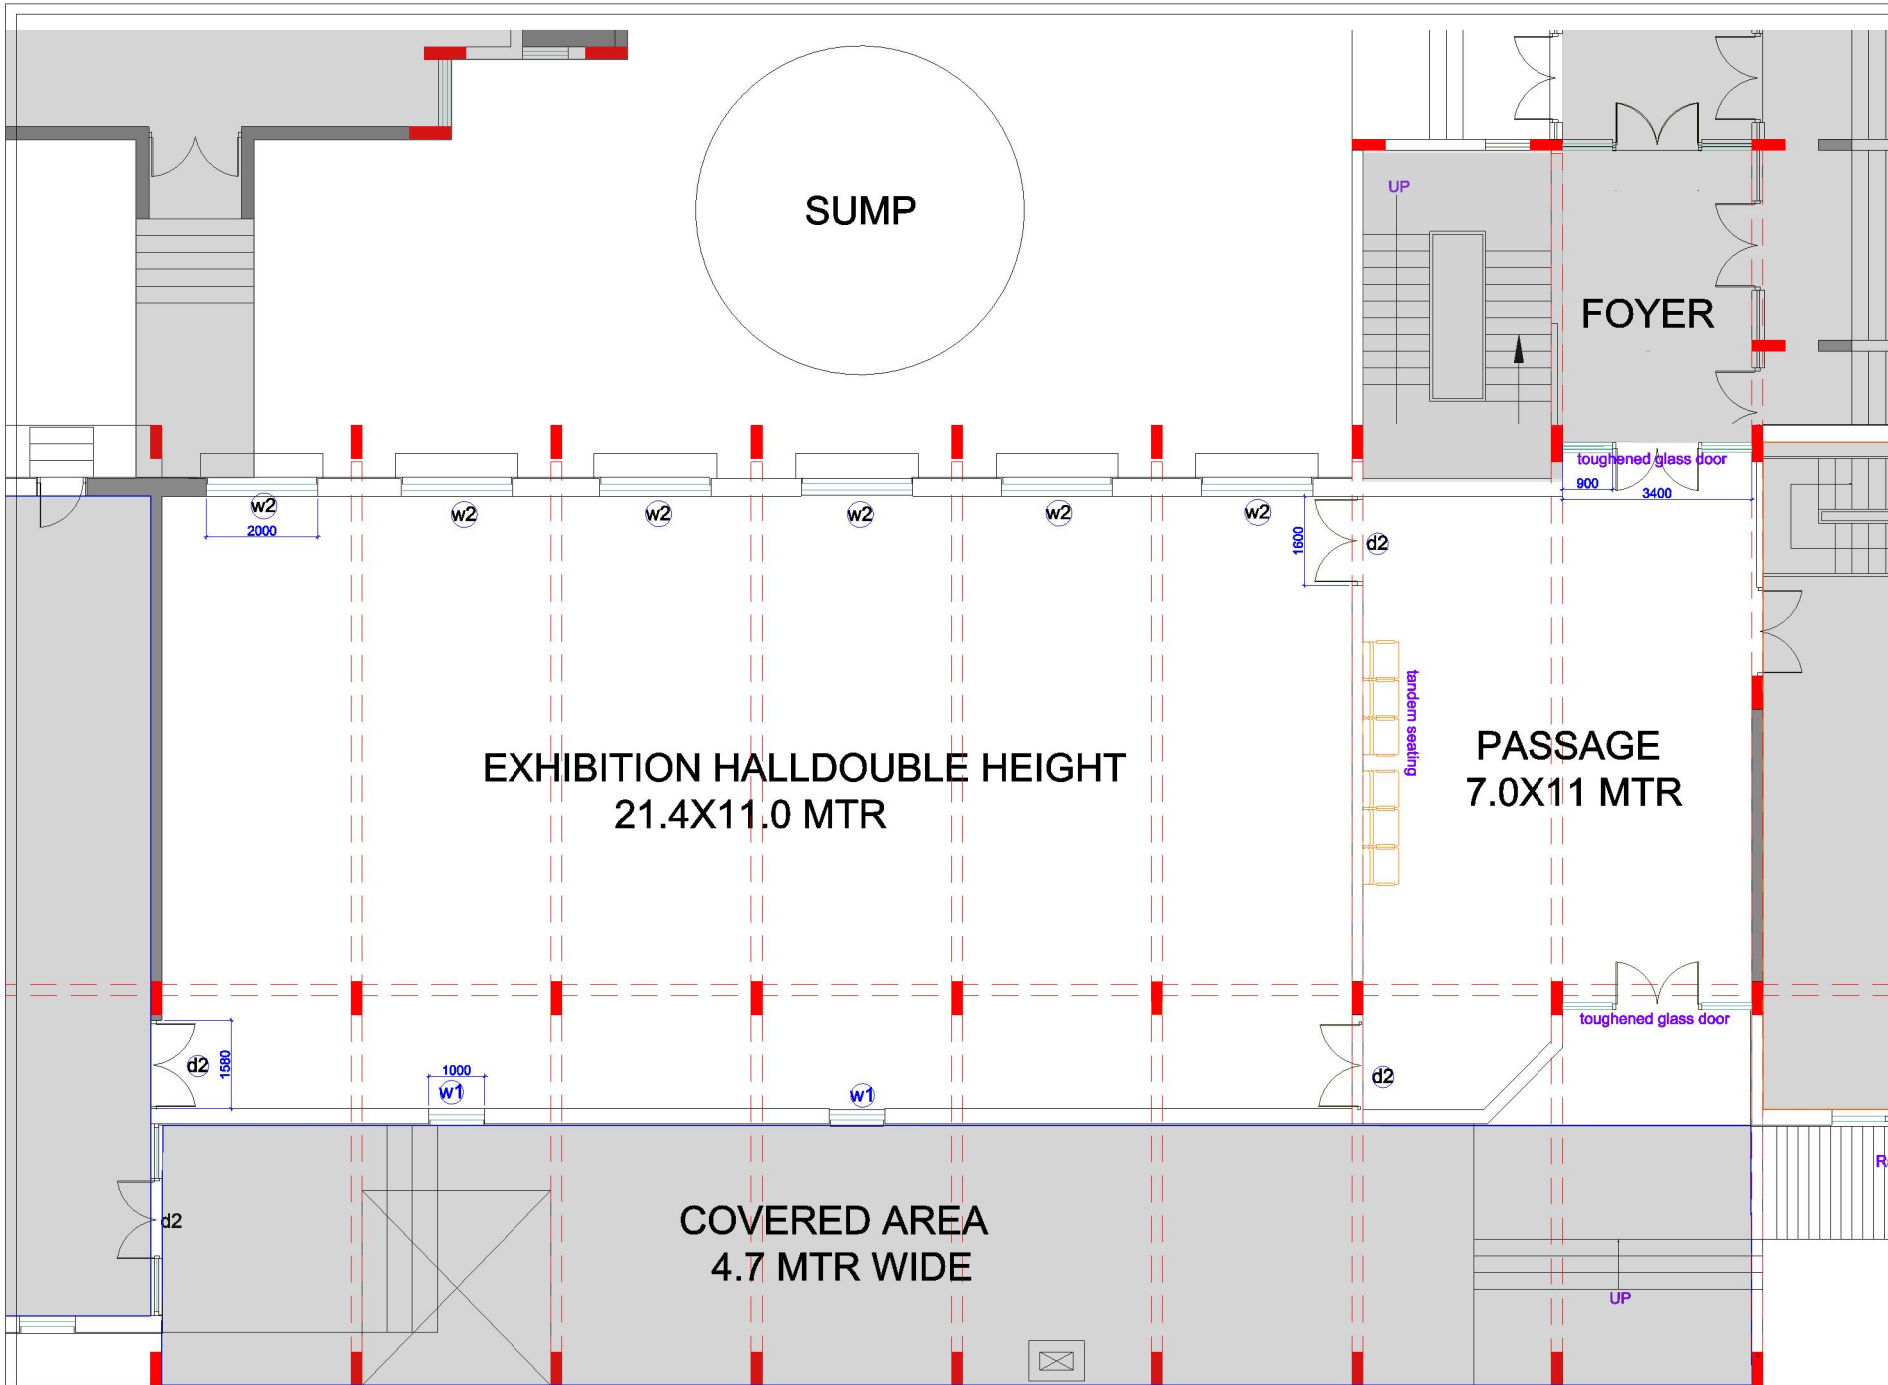 UP
SUMP
FOYER
toughened glass door
900
3400
w2
w2
w2
w2
w2
w2
2000
1600
d2
tandem seating
EXHIBITION HALLDOUBLE HEIGHT
21.4X11.0 MTR
PASSAGE
7.0X11 MTR
toughened glass door
d2
1580
1000
w1
w1
d2
COVERED AREA
4.7 MTR WIDE
d2
UP